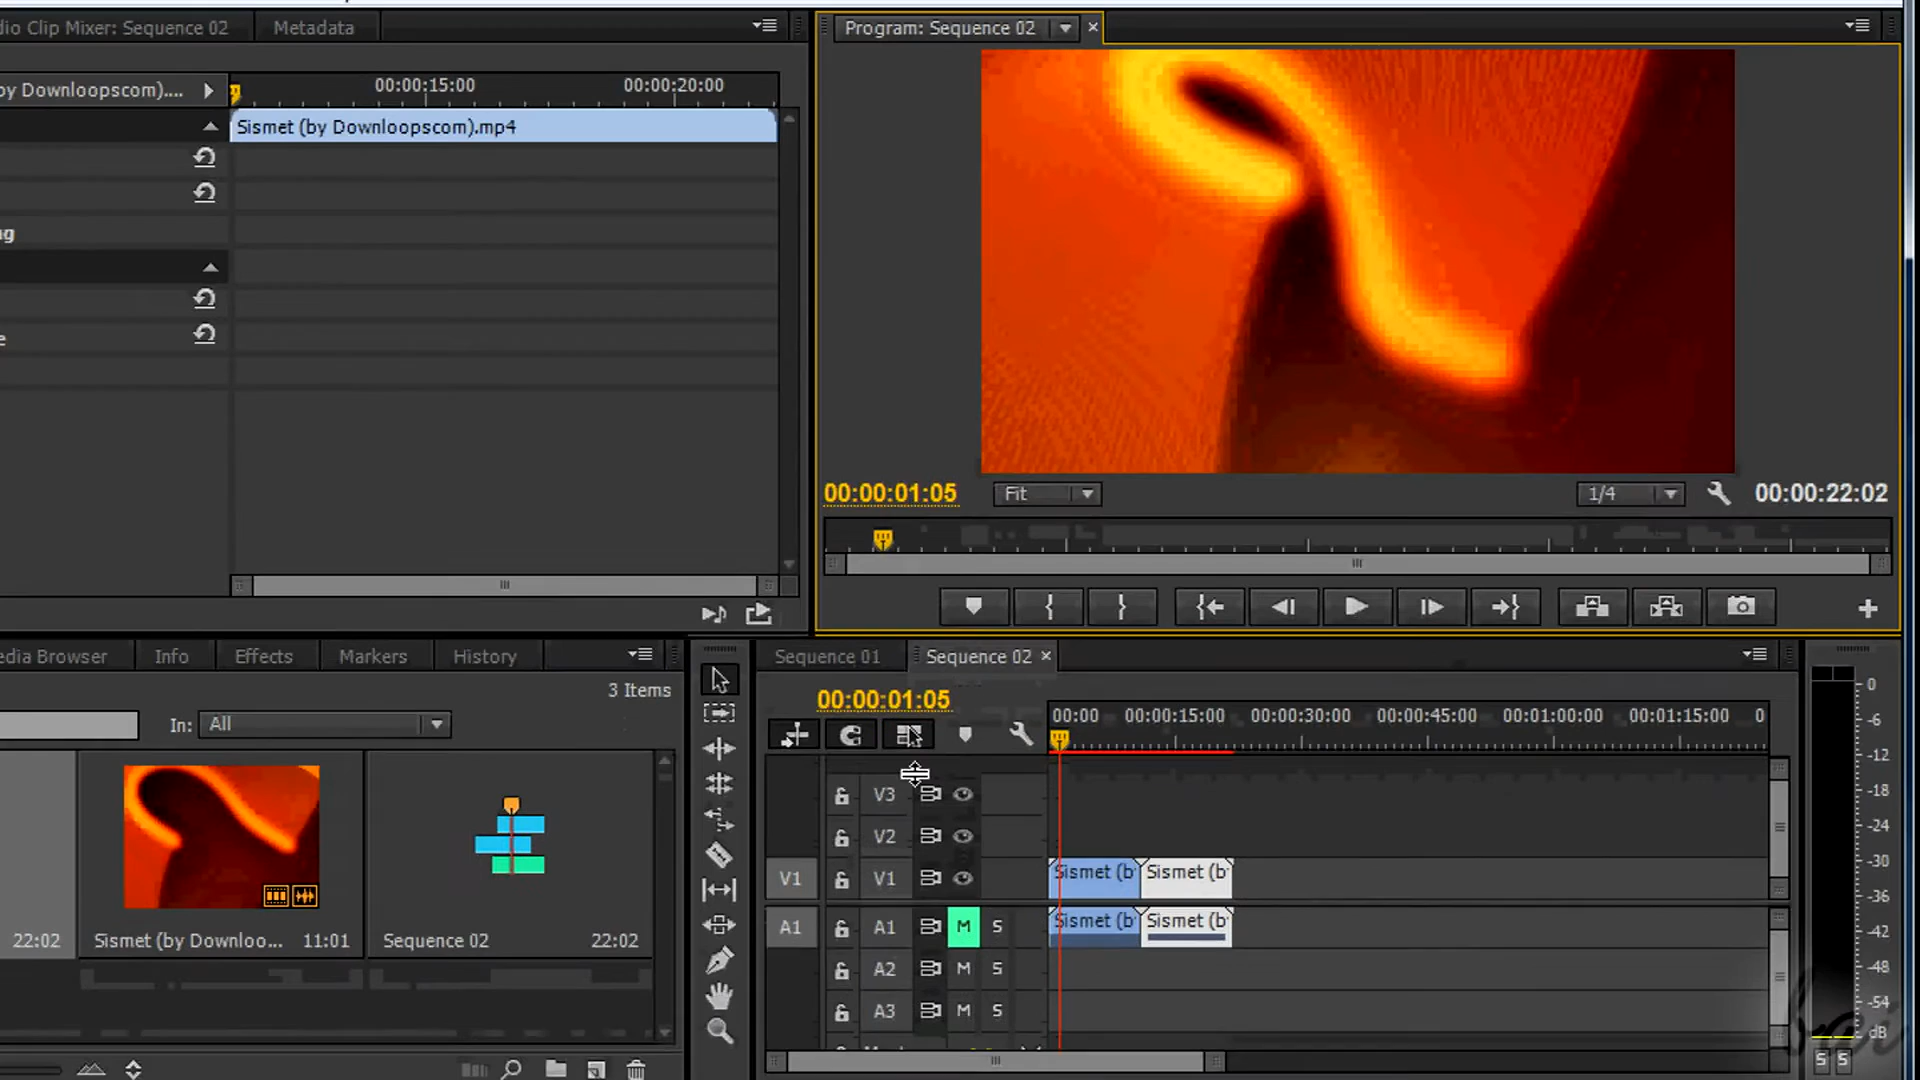 dio Clip Mixer: Sequence 02
Metadata
Program: Sequence 02
by Downloopscom)....
00:00:15:00
00:00:20:00
Sismet (by Downloopscom).mp4
ng
e
00:00:01:05
Fit
1/4
00:00:22:02
edia Browser
Info
Effects
Markers
History
3 Items
In:
All
22:02
Sismet (by Downloo...
11:01
Sequence 02
22:02
Sequence 01
Sequence 02
00:00:01:05
00:00
00:00:15:00
00:00:30:00
00:00:45:00
00:01:00:00
00:01:15:00
0
V3
V2
V1
V1
Sismet (b
Sismet (b
A1
A1
M
S
Sismet (b
Sismet (b
A2
M
S
A3
M
S
0
-6
-12
-18
-24
-30
-36
-42
-48
-54
dB
S
S